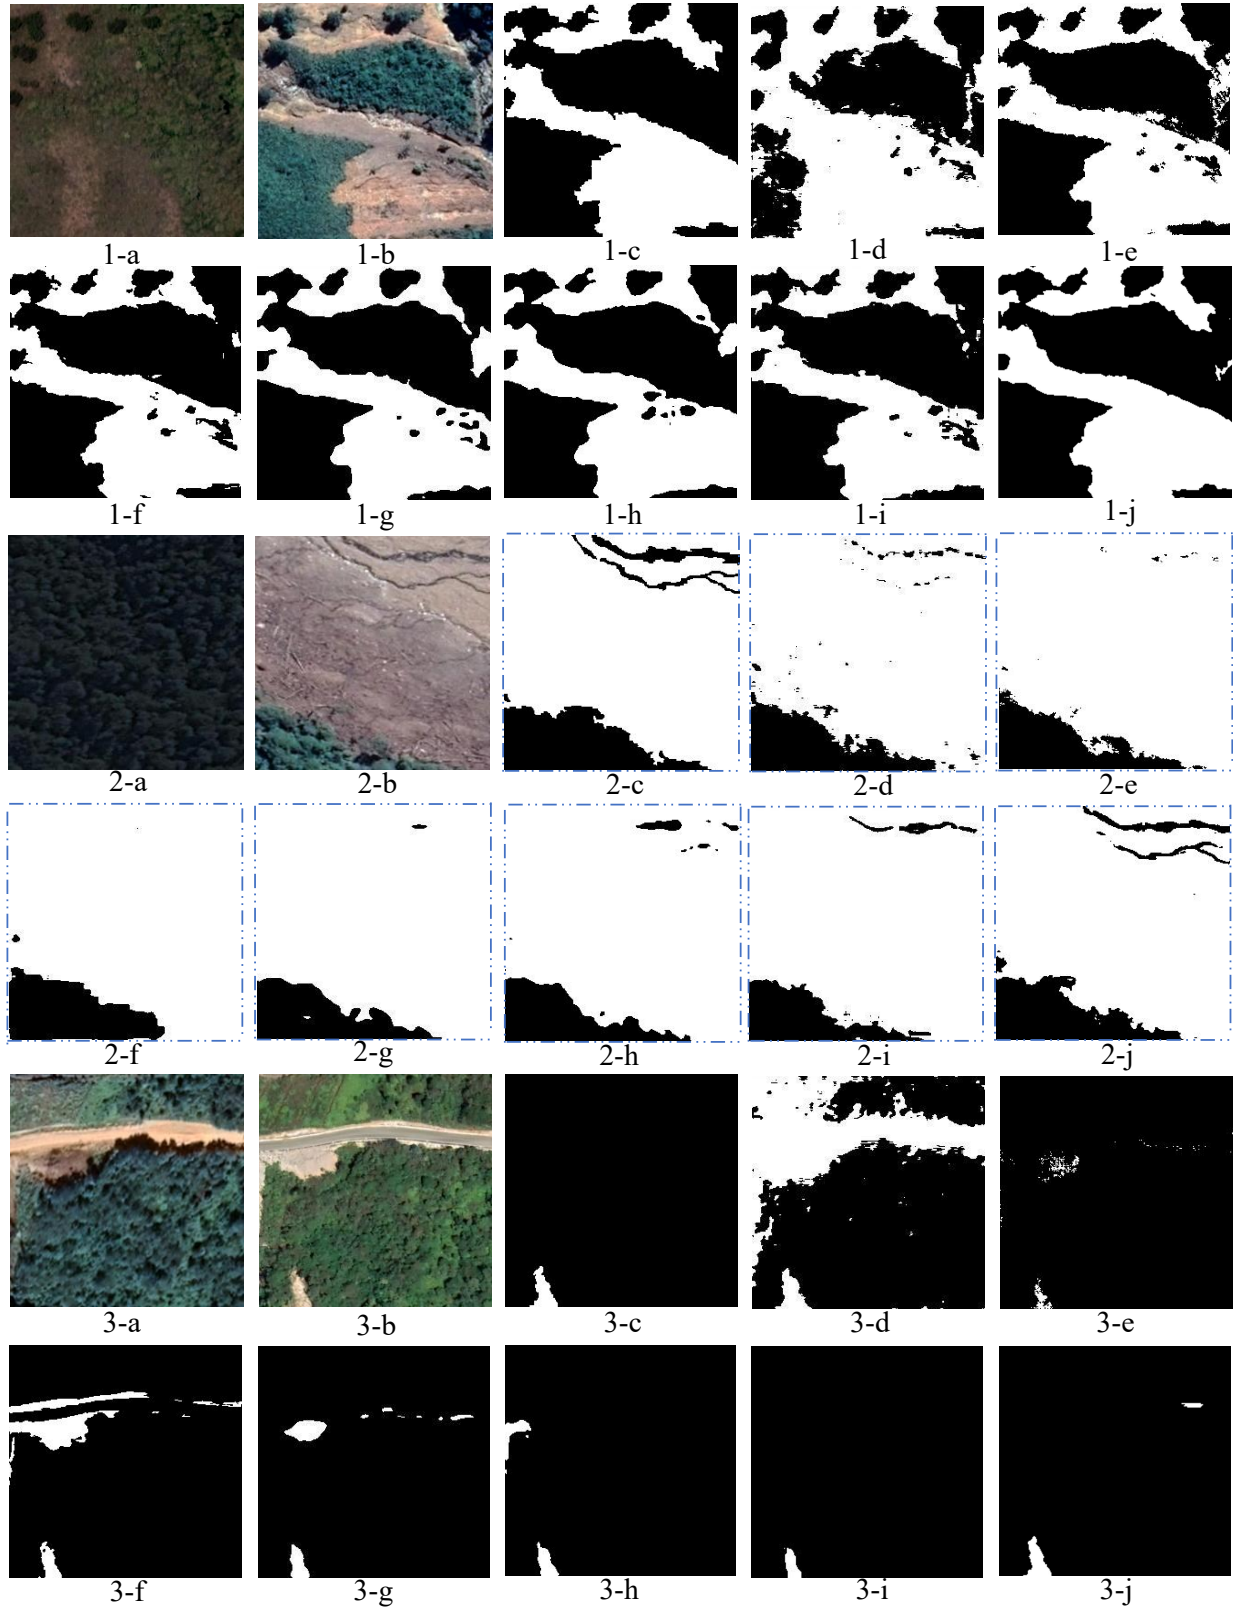 1-a 1-b 1-c 1-d 1-e
1-f 1-g 1-h 1-i 1-j
2-a 2-b 2-c 2-d 2-e
2-f 2-g 2-h 2-i 2-j
3-a 3-b 3-c 3-d 3-e
3-f 3-g 3-h 3-i 3-j